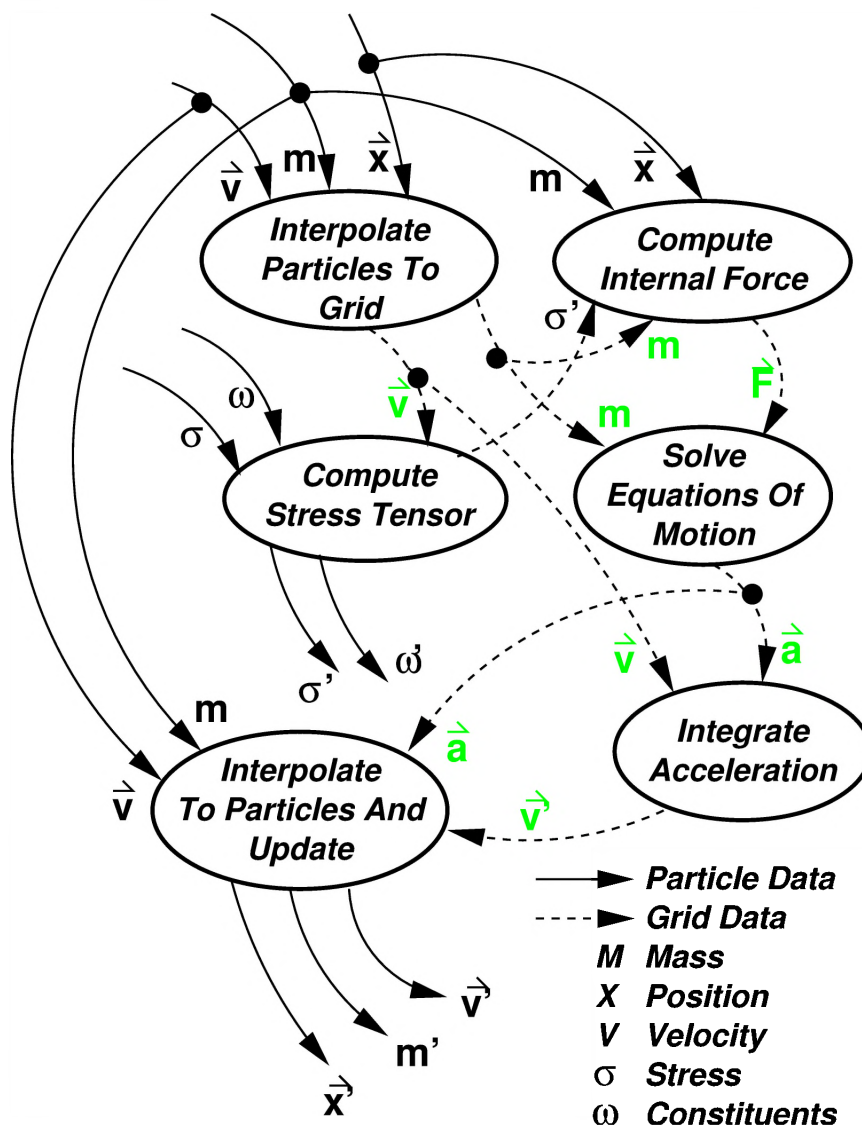 v⃗
m
x⃗
m
x⃗
Interpolate
Particles To
Grid
Compute
Internal Force
σ'
m
ω
σ
v⃗
m
F⃗
Compute
Stress Tensor
Solve
Equations Of
Motion
σ'
ω'
v⃗
a⃗
m
v⃗
a⃗
Interpolate
To Particles And
Update
Integrate
Acceleration
v⃗'
Particle Data
Grid Data
M Mass
X Position
V Velocity
σ Stress
ω Constituents
v⃗'
m'
x⃗'